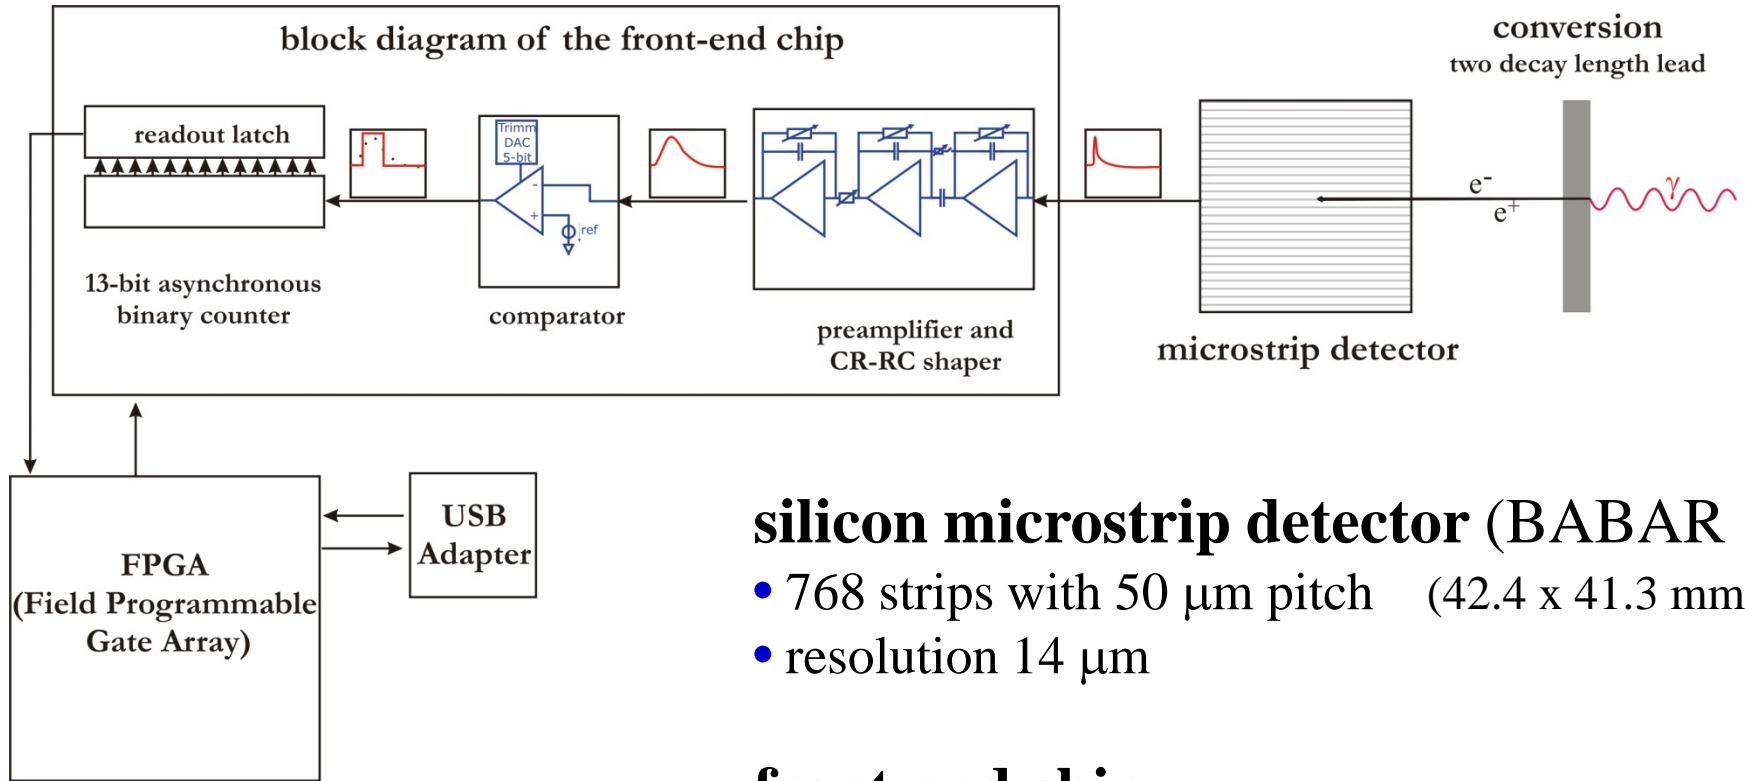 block diagram of the front-end chip
conversion
two decay length lead
readout latch
Trimm
DAC
5-bit
-
+
ref
e⁻
e⁺
γ
13-bit asynchronous
binary counter
comparator
preamplifier and
CR-RC shaper
microstrip detector
FPGA
(Field Programmable
Gate Array)
USB
Adapter
silicon microstrip detector (BABAR
• 768 strips with 50 μm pitch (42.4 x 41.3 mm
• resolution 14 μm